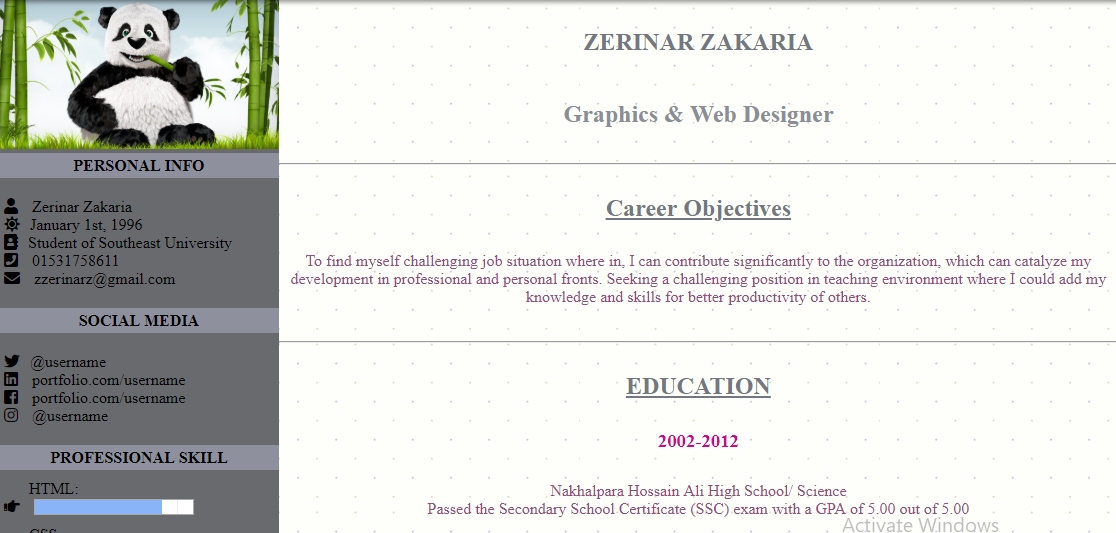 PERSONAL INFO
Zerinar Zakaria
January 1st, 1996
Student of Southeast University
01531758611
zzerinarz@gmail.com
SOCIAL MEDIA
@username
portfolio.com/username
portfolio.com/username
@username
PROFESSIONAL SKILL
HTML:
ZERINAR ZAKARIA
Graphics & Web Designer
Career Objectives
To find myself challenging job situation where in, I can contribute significantly to the organization, which can catalyze my
development in professional and personal fronts. Seeking a challenging position in teaching environment where I could add my
knowledge and skills for better productivity of others.
EDUCATION
2002-2012
Nakhalpara Hossain Ali High School/ Science
Passed the Secondary School Certificate (SSC) exam with a GPA of 5.00 out of 5.00
Activate Windows